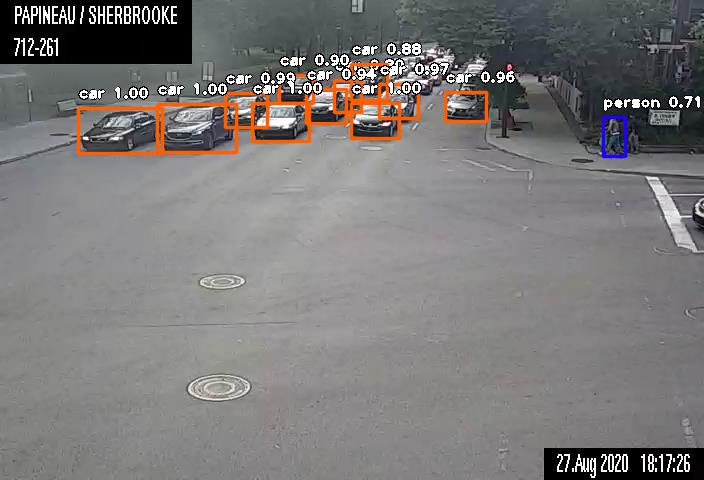 PAPINEAU / SHERBROOKE
712-261
car 0.88
car 0.90
car 0.97
car 0.99
car 0.94
car 0.96
car 1.00
car 1.00
car 1.00
car 1.00
person 0.71
27.Aug 2020 18:17:26